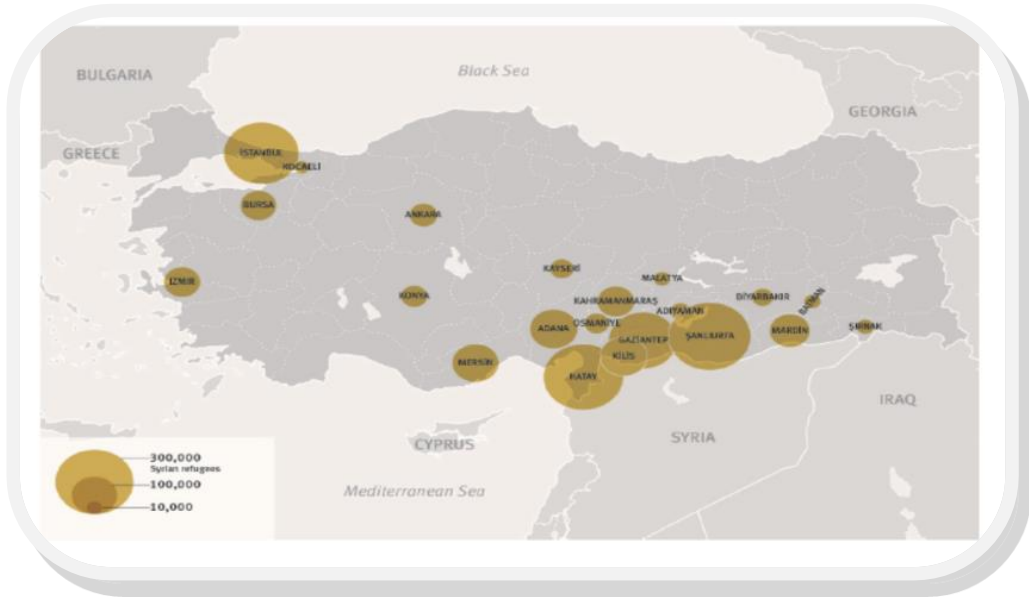 BULGARIA
Black Sea
GEORGIA
GREECE
İSTANBUL
KOCAELİ
BURSA
ANKARA
İZMİR
KAYSERİ
MALATYA
KONYA
KAHRAMANMARAŞ
DİYARBAKIR
BATMAN
ADIYAMAN
ADANA
OSMANİYE
GAZİANTEP
ŞANLIURFA
MARDİN
ŞIRNAK
KİLİS
MERSİN
HATAY
IRAQ
SYRIA
CYPRUS
Mediterranean Sea
300,000
Syrian refugees
100,000
10,000